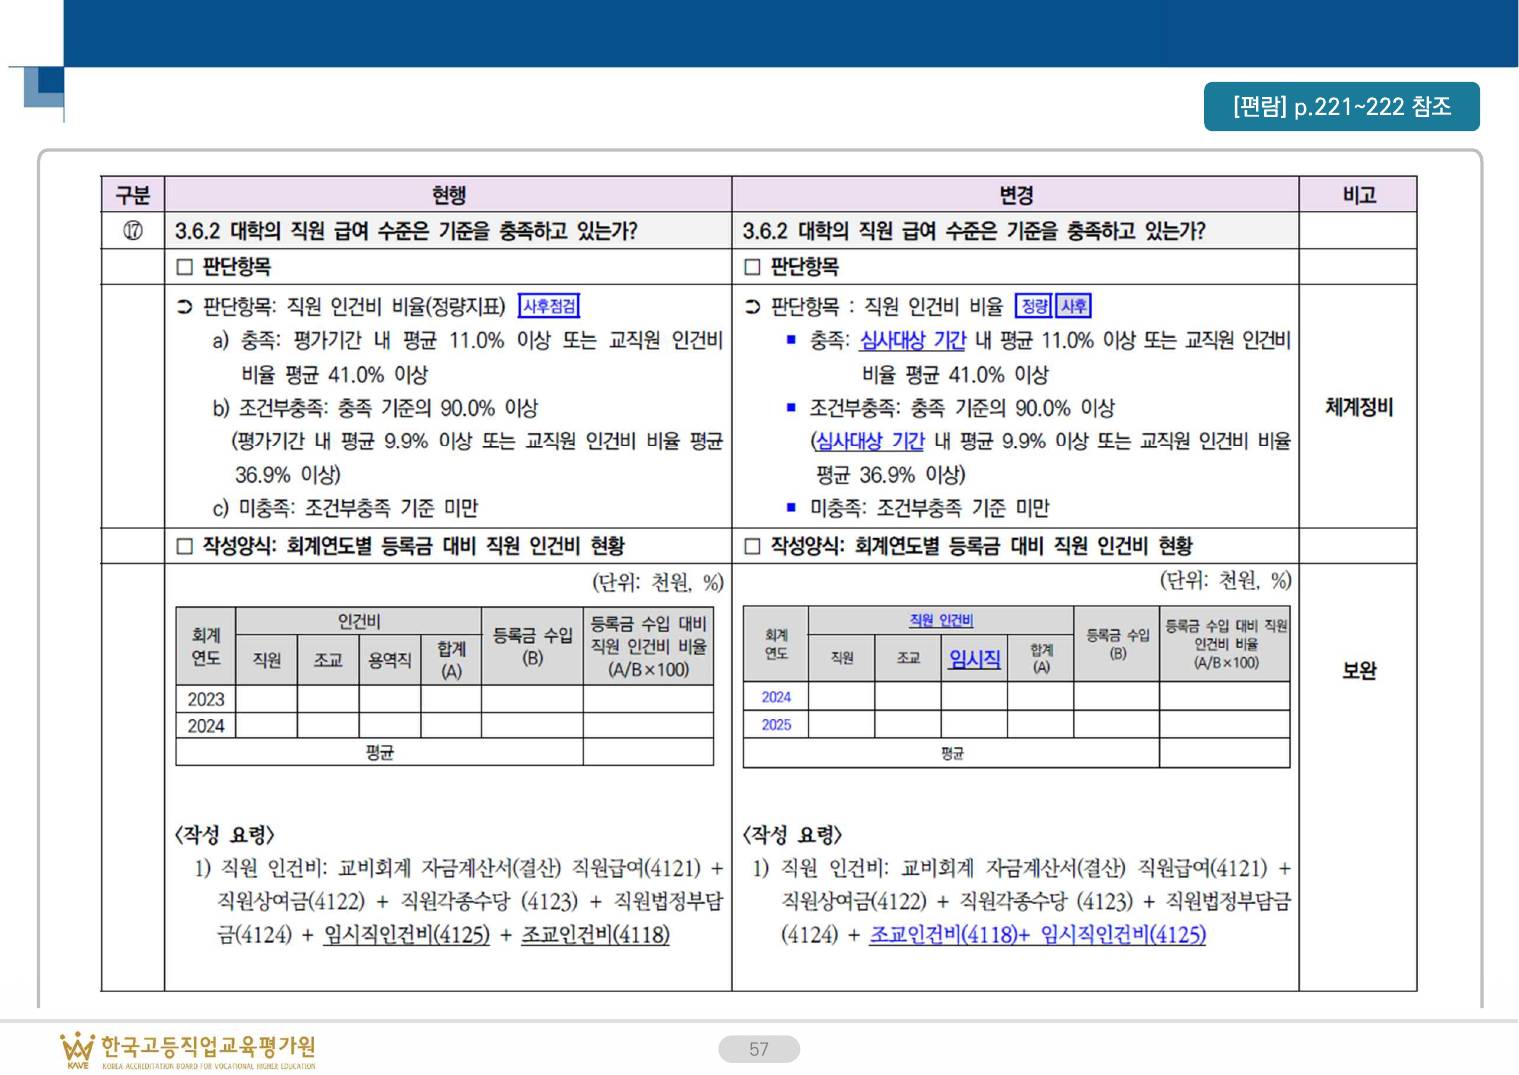 [편람] p.221~222 참조
구분 현행 변경 비고
⑰ 3.6.2 대학의 직원 급여 수준은 기준을 충족하고 있는가? 3.6.2 대학의 직원 급여 수준은 기준을 충족하고 있는가?
□ 판단항목 □ 판단항목
➲ 판단항목: 직원 인건비 비율(정량지표) 사후점검
a) 충족: 평가기간 내 평균 11.0% 이상 또는 교직원 인건비
비율 평균 41.0% 이상
b) 조건부충족: 충족 기준의 90.0% 이상
(평가기간 내 평균 9.9% 이상 또는 교직원 인건비 비율 평균
36.9% 이상)
c) 미충족: 조건부충족 기준 미만
➲ 판단항목 : 직원 인건비 비율 정량 사후
▪ 충족: 심사대상 기간 내 평균 11.0% 이상 또는 교직원 인건비
비율 평균 41.0% 이상
▪ 조건부충족: 충족 기준의 90.0% 이상
(심사대상 기간 내 평균 9.9% 이상 또는 교직원 인건비 비율
평균 36.9% 이상)
▪ 미충족: 조건부충족 기준 미만
체계정비
□ 작성양식: 회계연도별 등록금 대비 직원 인건비 현황 □ 작성양식: 회계연도별 등록금 대비 직원 인건비 현황
(단위: 천원, %)
회계
연도
인건비
직원 조교 용역직 합계
(A)
등록금 수입
(B)
등록금 수입 대비
직원 인건비 비율
(A/B×100)
2023
2024
평균
<작성 요령>
1) 직원 인건비: 교비회계 자금계산서(결산) 직원급여(4121) +
직원상여금(4122) + 직원각종수당 (4123) + 직원법정부담
금(4124) + 임시직인건비(4125) + 조교인건비(4118)
(단위: 천원, %)
회계
연도
직원 인건비
직원 조교 임시직 합계
(A)
등록금 수입
(B)
등록금 수입 대비 직원
인건비 비율
(A/B×100)
2024
2025
평균
<작성 요령>
1) 직원 인건비: 교비회계 자금계산서(결산) 직원급여(4121) +
직원상여금(4122) + 직원각종수당 (4123) + 직원법정부담금
(4124) + 조교인건비(4118)+ 임시직인건비(4125)
보완
KAVE
한국고등직업교육평가원
KOREA ACCREDITATION BOARD FOR VOCATIONAL HIGHER EDUCATION
57